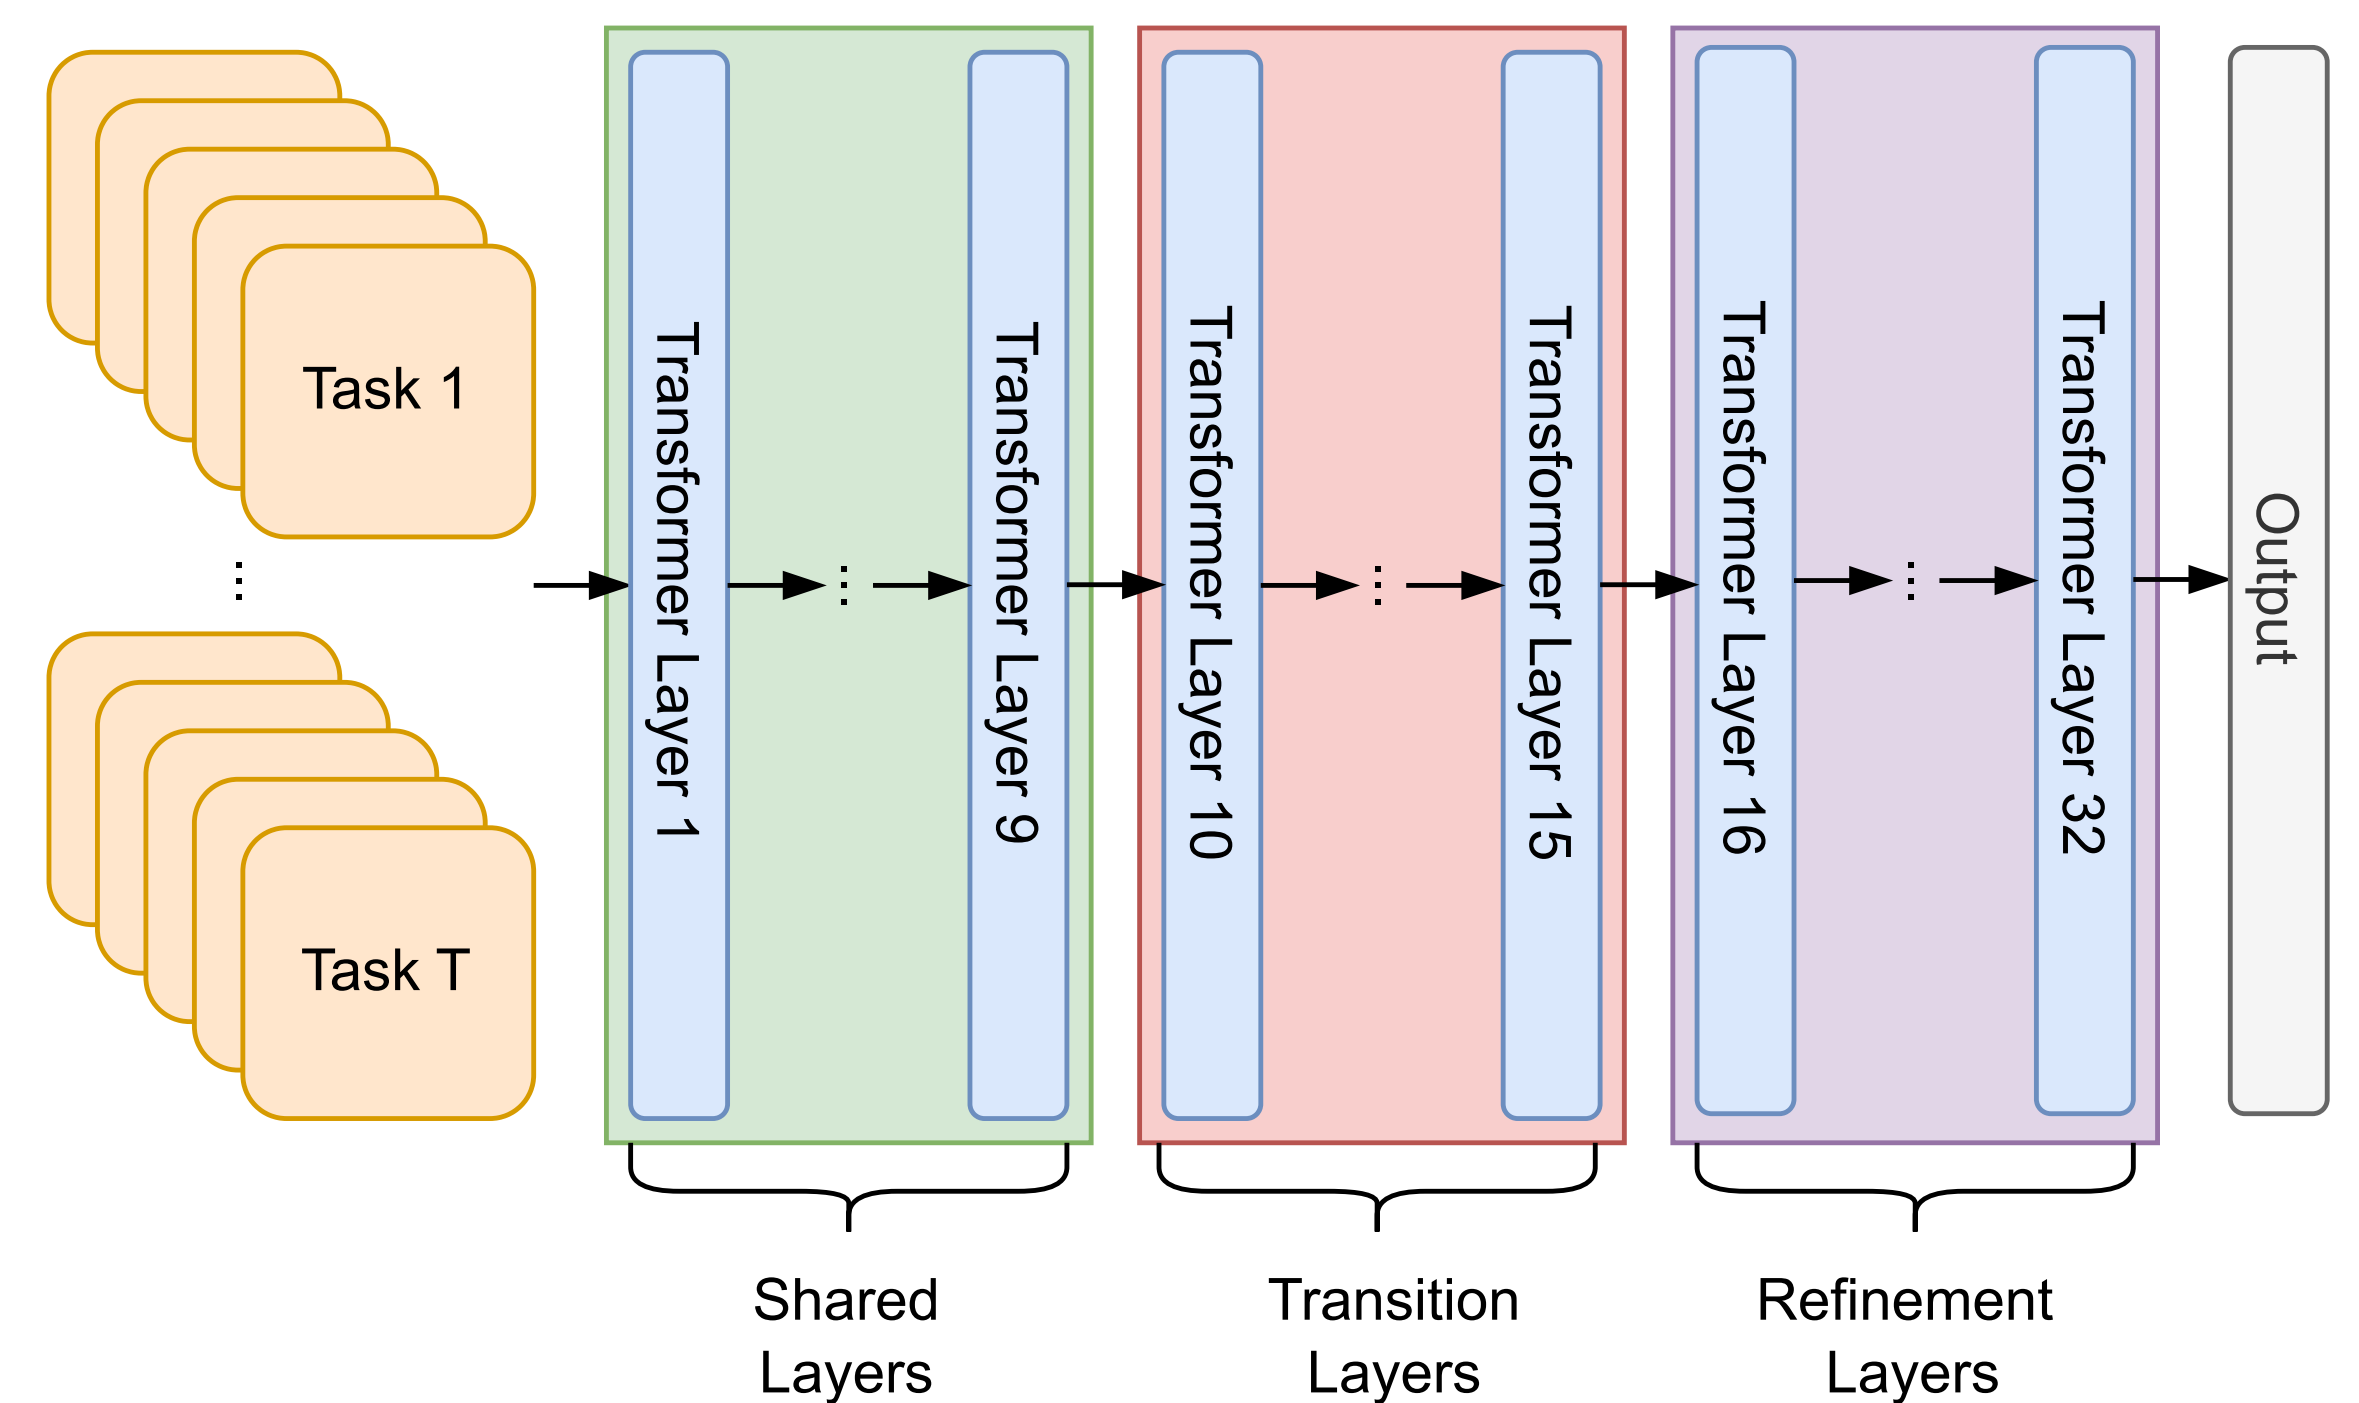 Task 1
Task T
Transformer Layer 1
Transformer Layer 9
Transformer Layer 10
Transformer Layer 15
Transformer Layer 16
Transformer Layer 32
Output
Shared
Layers
Transition
Layers
Refinement
Layers